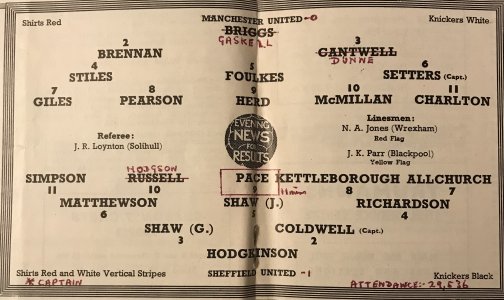 Shirts Red MANCHESTER UNITED -0 Knickers White
BRIGGS
GASKELL
2 3
BRENNAN CANTWELL
DUNNE
4 5 6
STILES FOULKES SETTERS (Capt.)
7 8 9 10 11
GILES PEARSON HERD McMILLAN CHARLTON
Referee:
J. R. Loynton (Solihull)
EVENING
NEWS
FOR
RESULTS
Linesmen:
N. A. Jones (Wrexham)
Red Flag
J. K. Parr (Blackpool)
Yellow Flag
HODGSON
SIMPSON RUSSELL PACE KETTLEBOROUGH ALLCHURCH
11 10 9 8 7
MATTHEWSON SHAW (J.) RICHARDSON
6 5 4
SHAW (G.) COLDWELL (Capt.)
3 2
HODGKINSON
Shirts Red and White Vertical Stripes SHEFFIELD UNITED -1 Knickers Black
* CAPTAIN ATTENDANCE:- 29,536